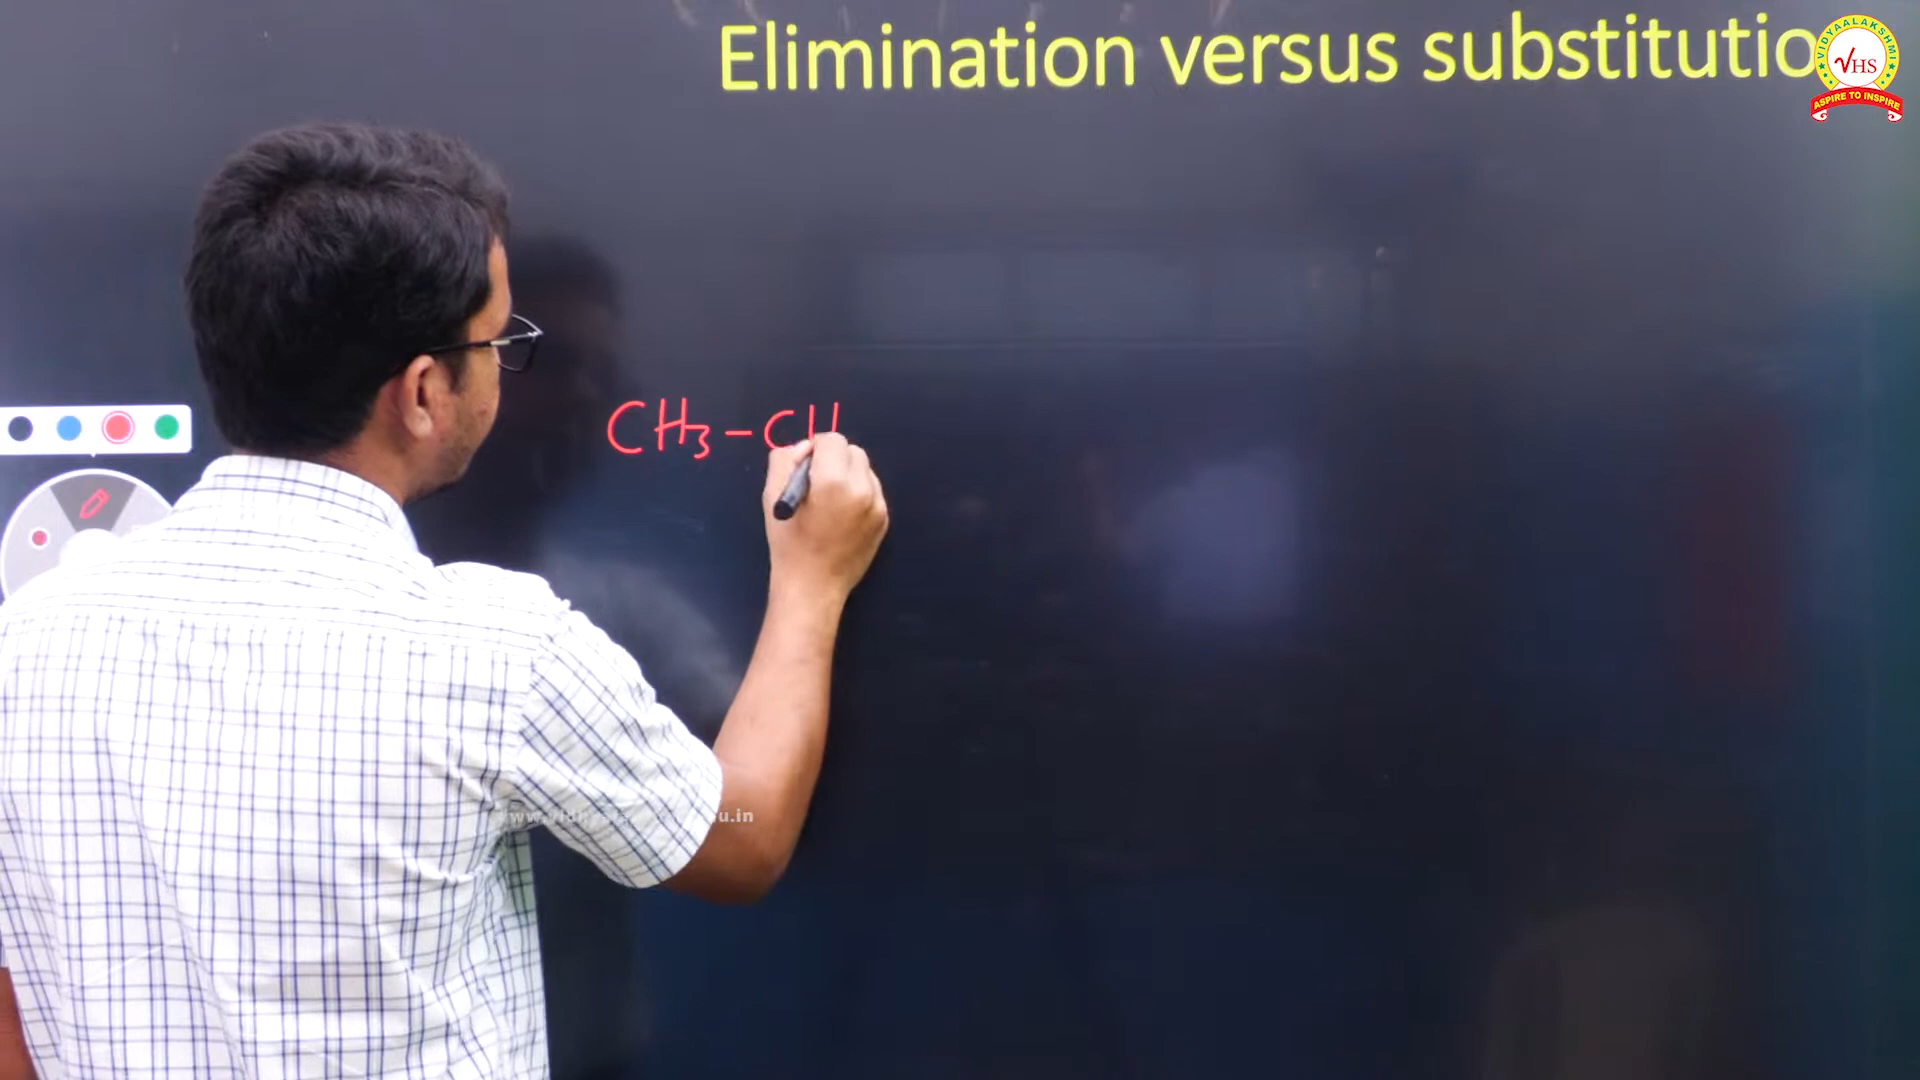 Elimination versus substitutio
VIDYAALAKSHMI
VHS
ASPIRE TO INSPIRE
CH3-CH